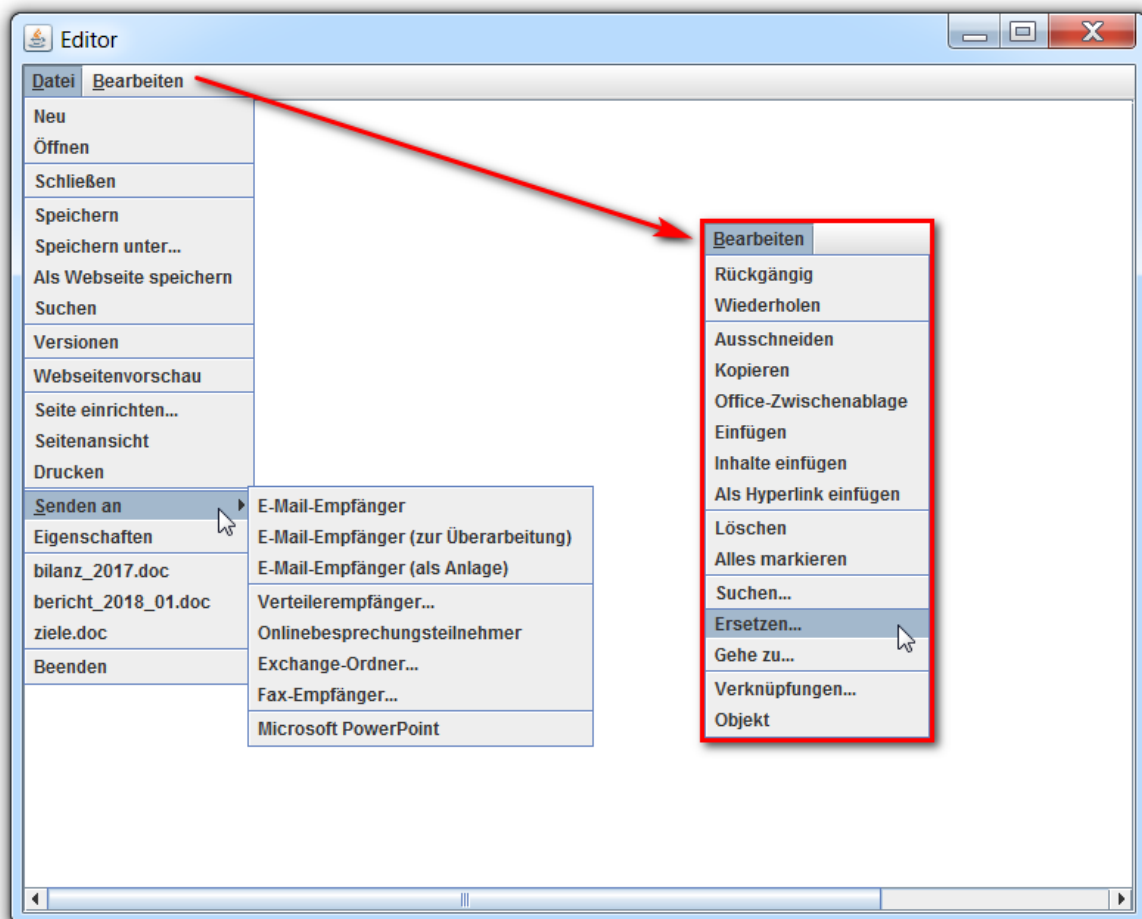 Editor
Datei Bearbeiten
Neu
Öffnen
Schließen
Speichern
Speichern unter...
Als Webseite speichern
Suchen
Versionen
Webseitenvorschau
Seite einrichten...
Seitenansicht
Drucken
Senden an
Eigenschaften
bilanz_2017.doc
bericht_2018_01.doc
ziele.doc
Beenden
E-Mail-Empfänger
E-Mail-Empfänger (zur Überarbeitung)
E-Mail-Empfänger (als Anlage)
Verteilerempfänger...
Onlinebesprechungsteilnehmer
Exchange-Ordner...
Fax-Empfänger...
Microsoft PowerPoint
Bearbeiten
Rückgängig
Wiederholen
Ausschneiden
Kopieren
Office-Zwischenablage
Einfügen
Inhalte einfügen
Als Hyperlink einfügen
Löschen
Alles markieren
Suchen...
Ersetzen...
Gehe zu...
Verknüpfungen...
Objekt